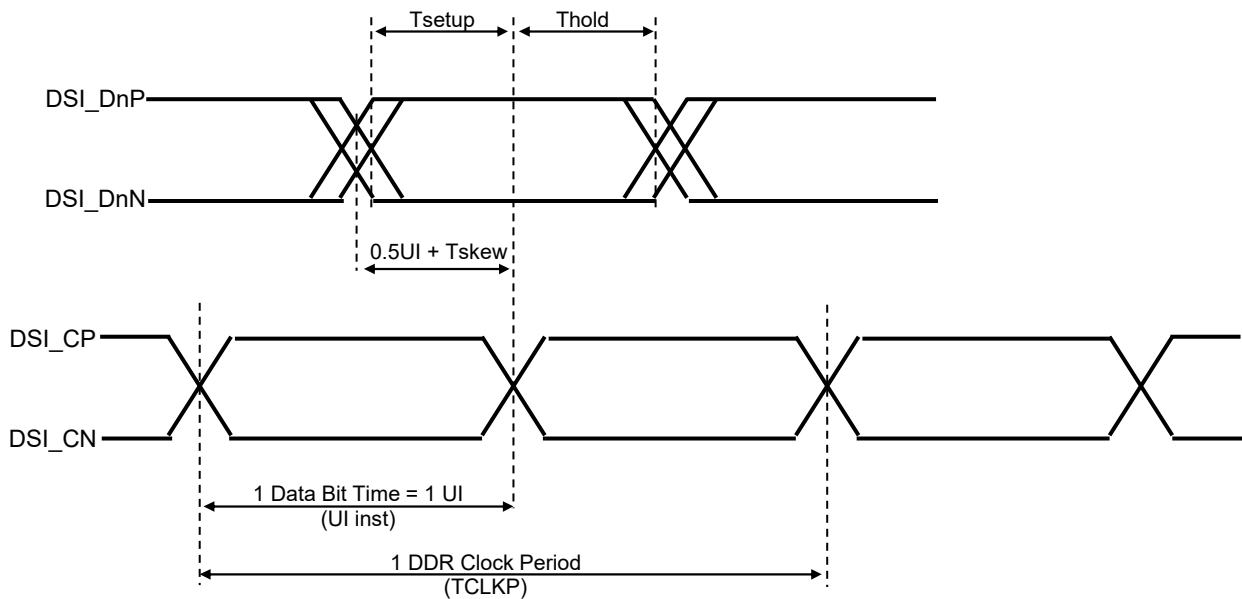 Tsetup
Thold
DSI_DnP
DSI_DnN
0.5UI + Tskew
DSI_CP
DSI_CN
1 Data Bit Time = 1 UI
(UI inst)
1 DDR Clock Period
(TCLKP)